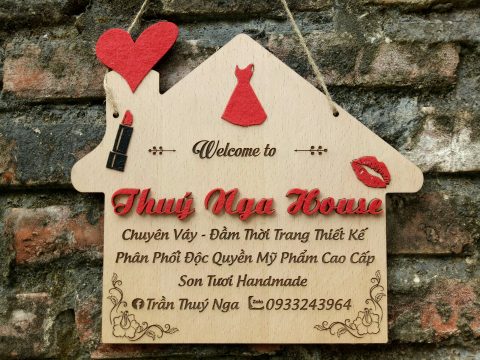 Welcome to
Thuý Nga House
Chuyên Váy - Đầm Thời Trang Thiết Kế
Phân Phối Độc Quyền Mỹ Phẩm Cao Cấp
Son Tươi Handmade
Trần Thuý Nga Zalo 0933243964